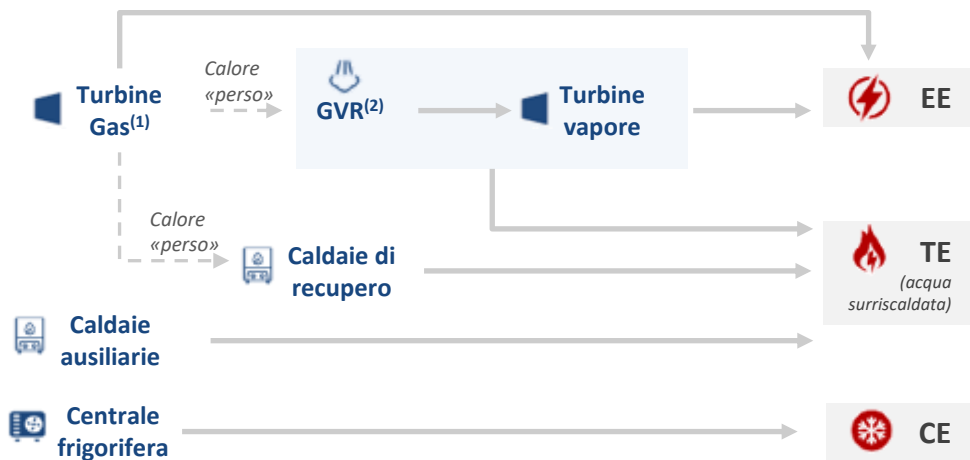 Calore
«perso»
Turbine
Gas(1)
GVR(2)
Turbine
vapore
EE
Calore
«perso»
Caldaie di
recupero
TE
(acqua
surriscaldata)
Caldaie
ausiliarie
Centrale
frigorifera
CE